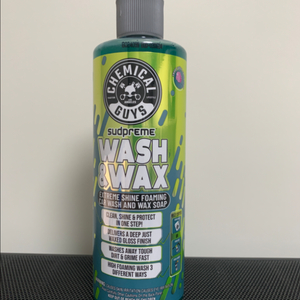 CHEMICAL
GUYS
sudpreme
WASH
& WAX
EXTREME SHINE FOAMING
CAR WASH AND WAX SOAP
CLEAN, SHINE & PROTECT
IN ONE STEP!
DELIVERS A DEEP JUST
WAXED GLOSS FINISH
WASHES AWAY TOUGH
DIRT & GRIME FAST
HIGH FOAMING WASH 3
DIFFERENT WAYS